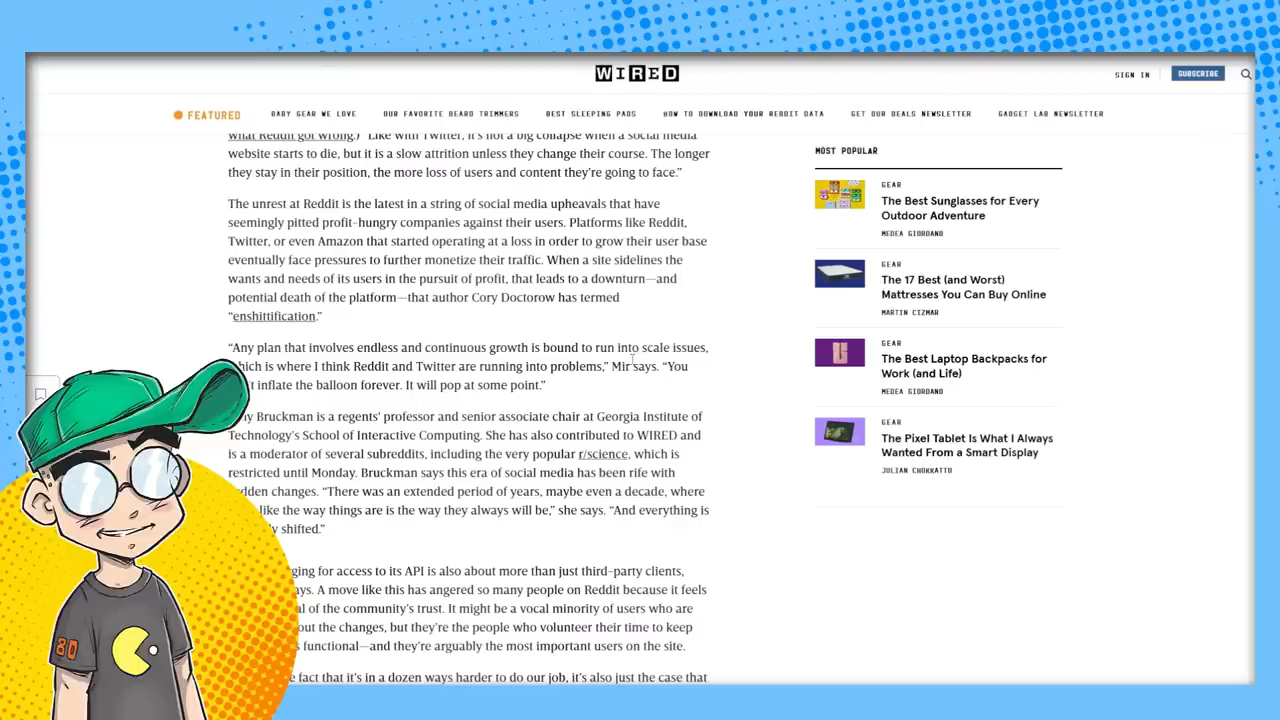 WIRED
SIGN IN
SUBSCRIBE
FEATURED
BABY GEAR WE LOVE
OUR FAVORITE BEARD TRIMMERS
BEST SLEEPING PADS
HOW TO DOWNLOAD YOUR REDDIT DATA
GET OUR DEALS NEWSLETTER
GADGET LAB NEWSLETTER
what Reddit got wrong.) “Like with Twitter, it's not a big collapse when a social media
website starts to die, but it is a slow attrition unless they change their course. The longer
they stay in their position, the more loss of users and content they're going to face.”
The unrest at Reddit is the latest in a string of social media upheavals that have
seemingly pitted profit-hungry companies against their users. Platforms like Reddit,
Twitter, or even Amazon that started operating at a loss in order to grow their user base
eventually face pressures to further monetize their traffic. When a site sidelines the
wants and needs of its users in the pursuit of profit, that leads to a downturn—and
potential death of the platform—that author Cory Doctorow has termed
“enshittification.”
“Any plan that involves endless and continuous growth is bound to run into scale issues,
which is where I think Reddit and Twitter are running into problems,” Mir says. “You
inflate the balloon forever. It will pop at some point.”
Bruckman is a regents' professor and senior associate chair at Georgia Institute of
Technology's School of Interactive Computing. She has also contributed to WIRED and
is a moderator of several subreddits, including the very popular r/science, which is
restricted until Monday. Bruckman says this era of social media has been rife with
changes. “There was an extended period of years, maybe even a decade, where
like the way things are is the way they always will be,” she says. “And everything is
shifted.”
for access to its API is also about more than just third-party clients,
A move like this has angered so many people on Reddit because it feels
of the community's trust. It might be a vocal minority of users who are
the changes, but they're the people who volunteer their time to keep
functional—and they're arguably the most important users on the site.
fact that it's in a dozen ways harder to do our job, it's also just the case that
MOST POPULAR
GEAR
The Best Sunglasses for Every
Outdoor Adventure
MEDEA GIORDANO
GEAR
The 17 Best (and Worst)
Mattresses You Can Buy Online
MARTIN CIZMAR
GEAR
The Best Laptop Backpacks for
Work (and Life)
MEDEA GIORDANO
GEAR
The Pixel Tablet Is What I Always
Wanted From a Smart Display
JULIAN CHOKKATTU
80